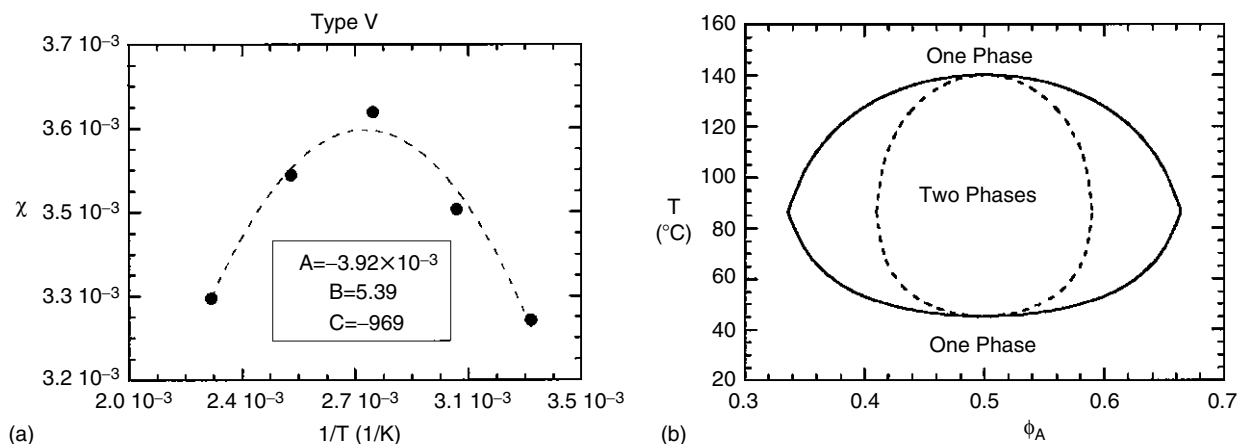 Type V
3.7 10⁻³
3.6 10⁻³
χ
3.5 10⁻³
3.3 10⁻³
3.2 10⁻³
A=−3.92×10⁻³
B=5.39
C=−969
2.0 10⁻³ 2.4 10⁻³ 2.7 10⁻³ 3.1 10⁻³ 3.5 10⁻³
(a) 1/T (1/K)
160
140
120
100
T
(°C)
80
60
40
20
One Phase
Two Phases
One Phase
0.3 0.4 0.5 0.6 0.7
(b) ϕA